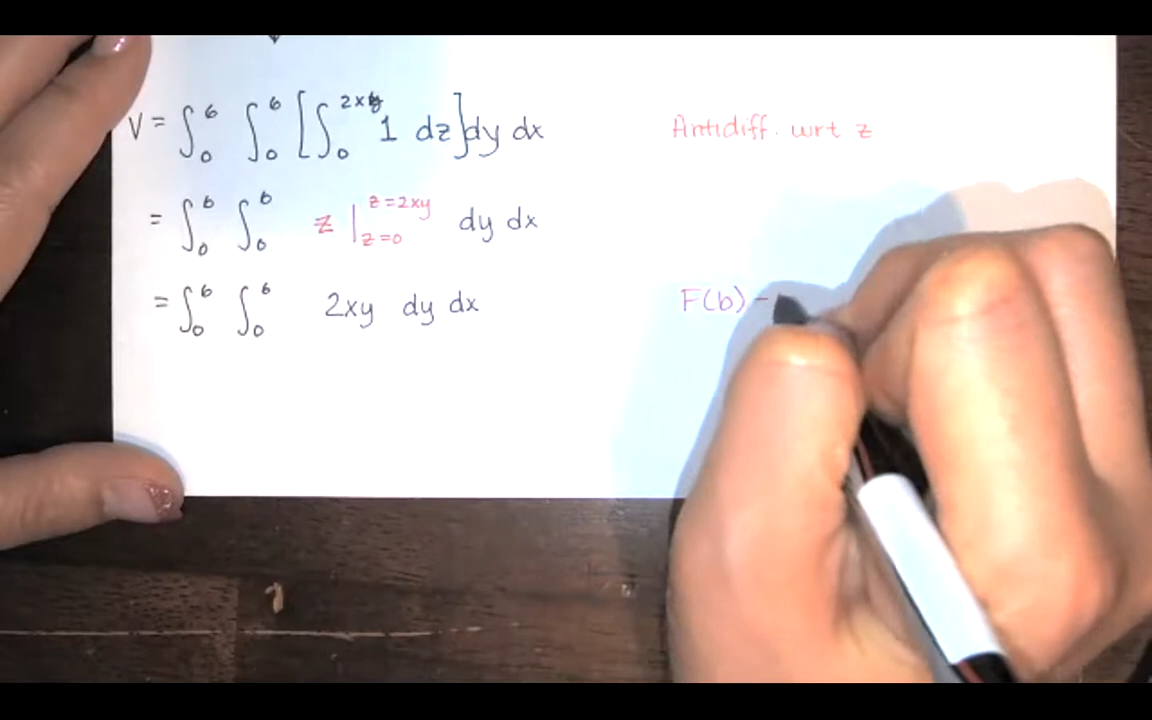 V = ∫₀⁶ ∫₀⁶ [∫₀^2xy 1 dz] dy dx Antidiff. wrt z
= ∫₀⁶ ∫₀⁶ z |_z=0^z=2xy dy dx
= ∫₀⁶ ∫₀⁶ 2xy dy dx F(b) -